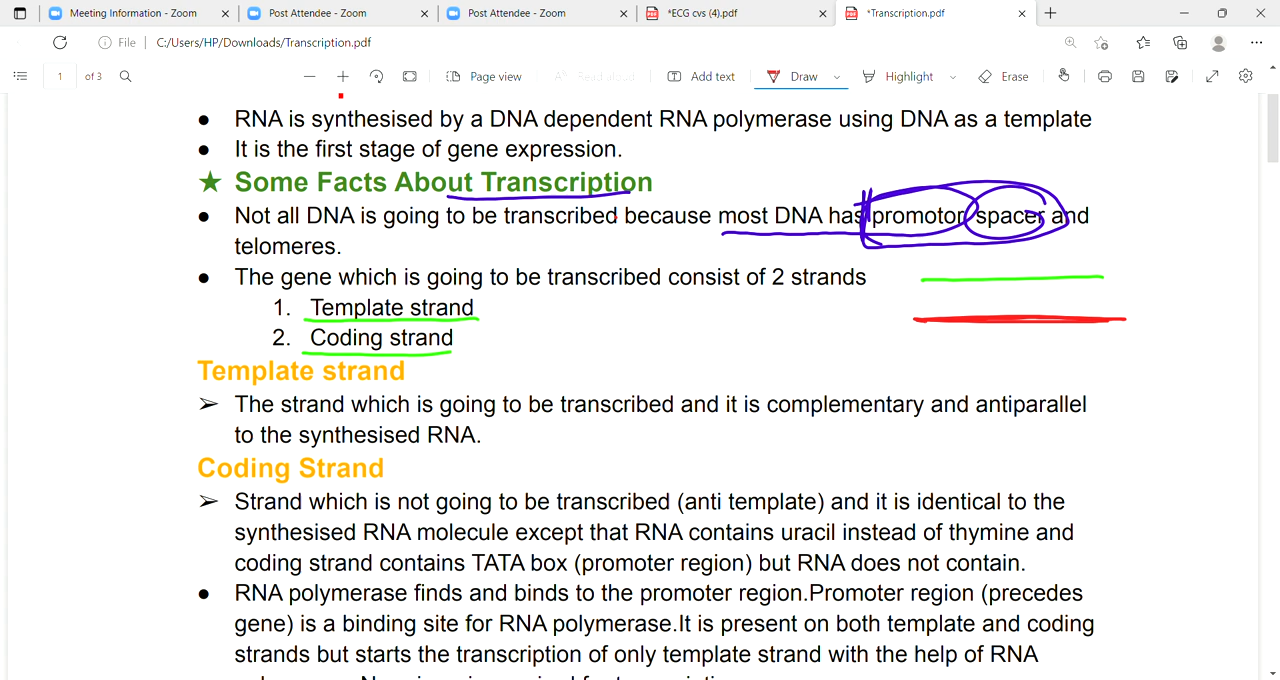 Meeting Information - Zoom
Post Attendee - Zoom
Post Attendee - Zoom
*ECG cvs (4).pdf
*Transcription.pdf
File
C:/Users/HP/Downloads/Transcription.pdf
1 of 3
Page view
Read aloud
Add text
Draw
Highlight
Erase
● RNA is synthesised by a DNA dependent RNA polymerase using DNA as a template
● It is the first stage of gene expression.
★ Some Facts About Transcription
● Not all DNA is going to be transcribed because most DNA has promotor spacer and
telomeres.
● The gene which is going to be transcribed consist of 2 strands
1. Template strand
2. Coding strand
Template strand
➢ The strand which is going to be transcribed and it is complementary and antiparallel
to the synthesised RNA.
Coding Strand
➢ Strand which is not going to be transcribed (anti template) and it is identical to the
synthesised RNA molecule except that RNA contains uracil instead of thymine and
coding strand contains TATA box (promoter region) but RNA does not contain.
● RNA polymerase finds and binds to the promoter region.Promoter region (precedes
gene) is a binding site for RNA polymerase.It is present on both template and coding
strands but starts the transcription of only template strand with the help of RNA